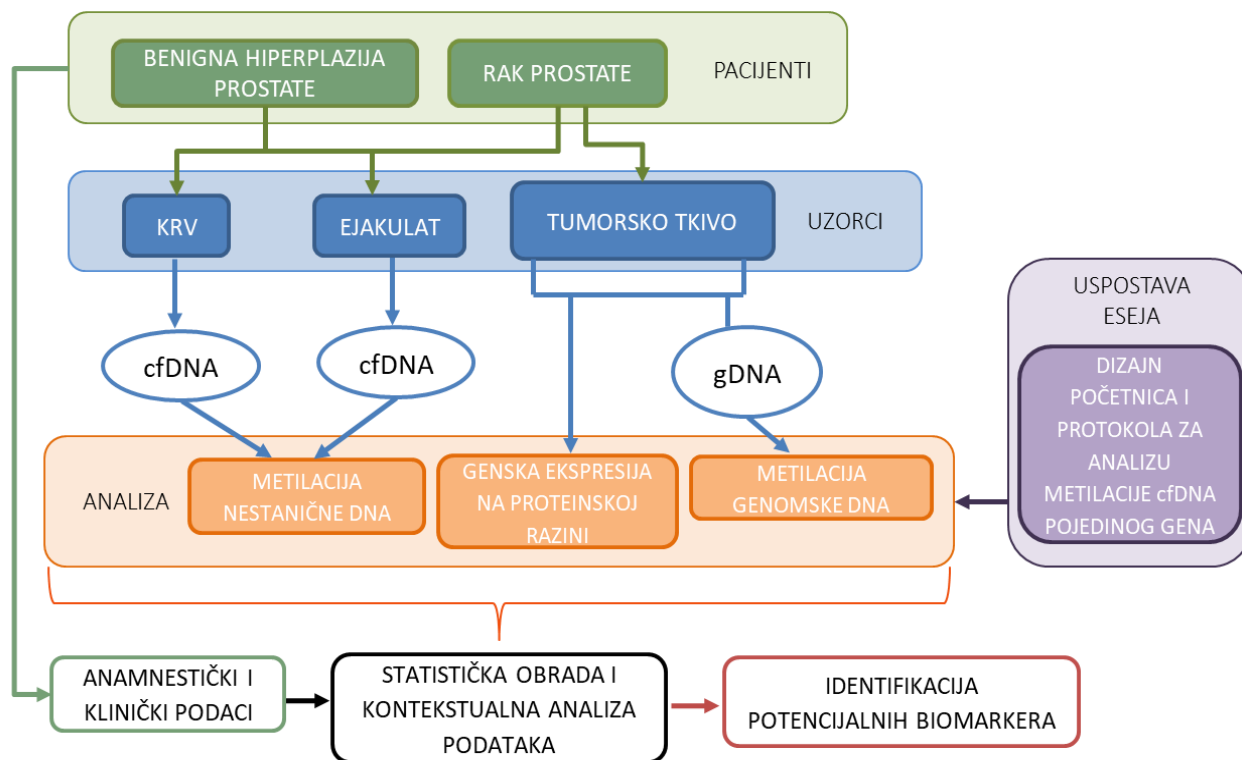 BENIGNA HIPERPLAZIJA
PROSTATE
RAK PROSTATE
PACIJENTI
KRV
EJAKULAT
TUMORSKO TKIVO
UZORCI
cfDNA
cfDNA
gDNA
USPOSTAVA
ESEJA
DIZAJN
POČETNICA I
PROTOKOLA ZA
ANALIZU
METILACIJE cfDNA
POJEDINOG GENA
ANALIZA
METILACIJA
NESTANIČNE DNA
GENSKA EKSPRESIJA
NA PROTEINSKOJ
RAZINI
METILACIJA
GENOMSKE DNA
ANAMNESTIČKI I
KLINIČKI PODACI
STATISTIČKA OBRADA I
KONTEKSTUALNA ANALIZA
PODATAKA
IDENTIFIKACIJA
POTENCIJALNIH BIOMARKERA